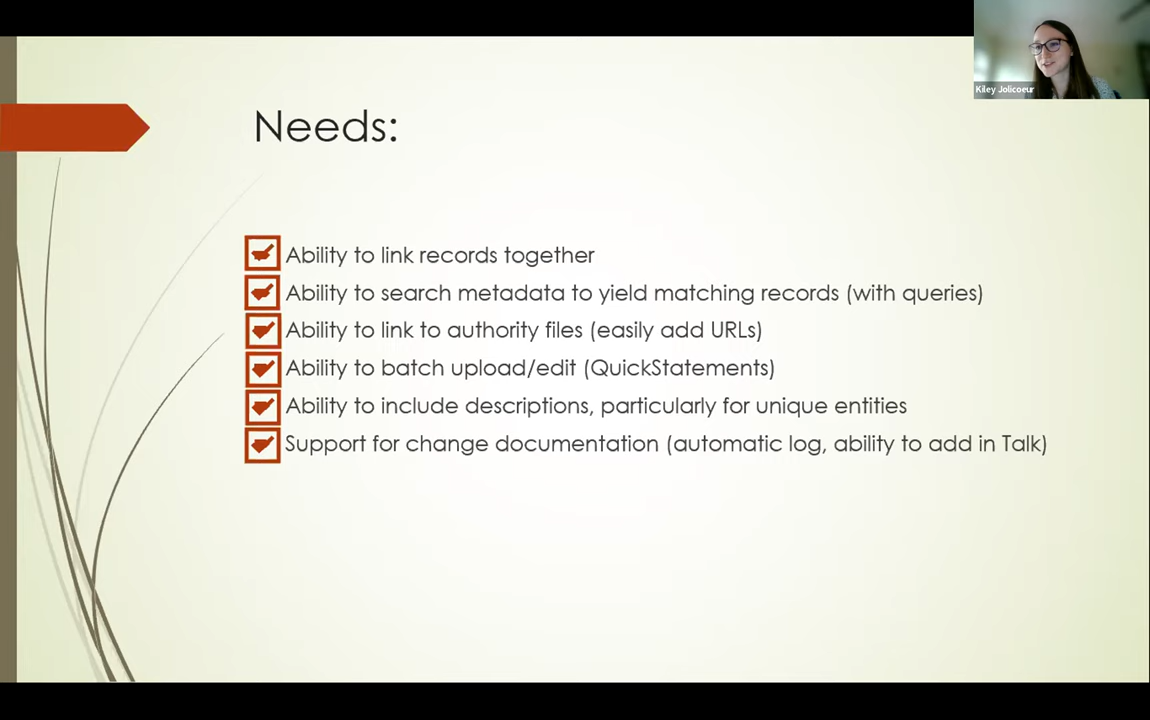 Kiley Jolicoeur
Needs:
Ability to link records together
Ability to search metadata to yield matching records (with queries)
Ability to link to authority files (easily add URLs)
Ability to batch upload/edit (QuickStatements)
Ability to include descriptions, particularly for unique entities
Support for change documentation (automatic log, ability to add in Talk)